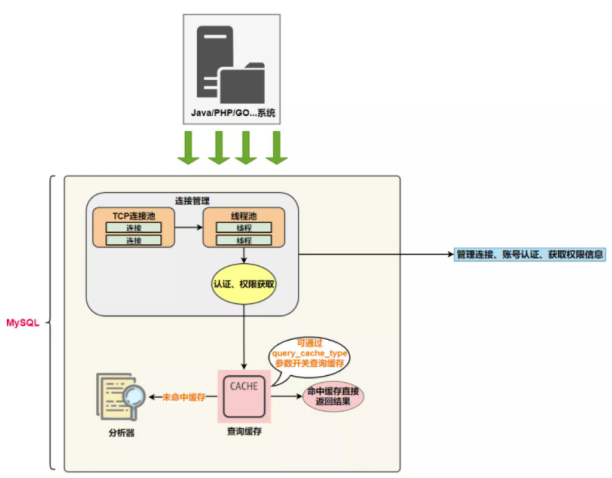 Java/PHP/GO...系统
连接管理
TCP连接池
连接
连接
线程池
线程
线程
认证、权限获取
管理连接、账号认证、获取权限信息
MySQL
可通过
query_cache_type
参数开关查询缓存
CACHE
未命中缓存
命中缓存直接
返回结果
分析器
查询缓存